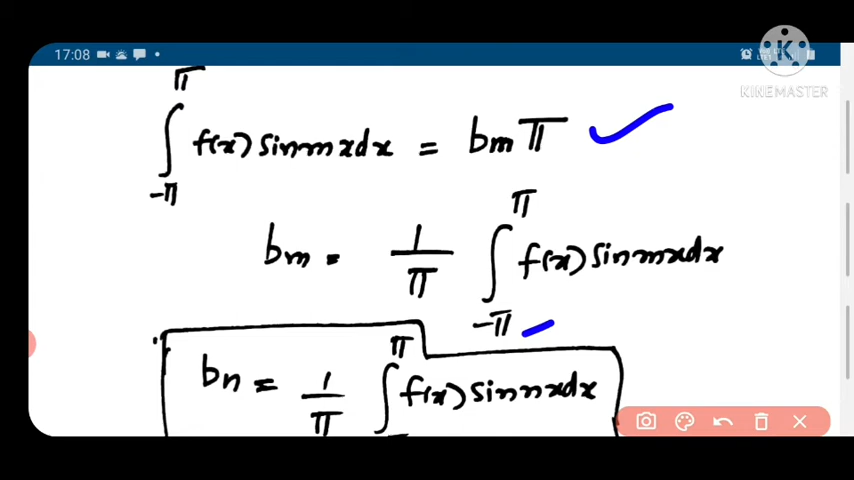 17:08
KINEMASTER
π
∫ f(x) sin mx dx = bm π
-π
π
bm = 1/π ∫ f(x) sin mx dx
-π
π
bn = 1/π ∫ f(x) sin nx dx